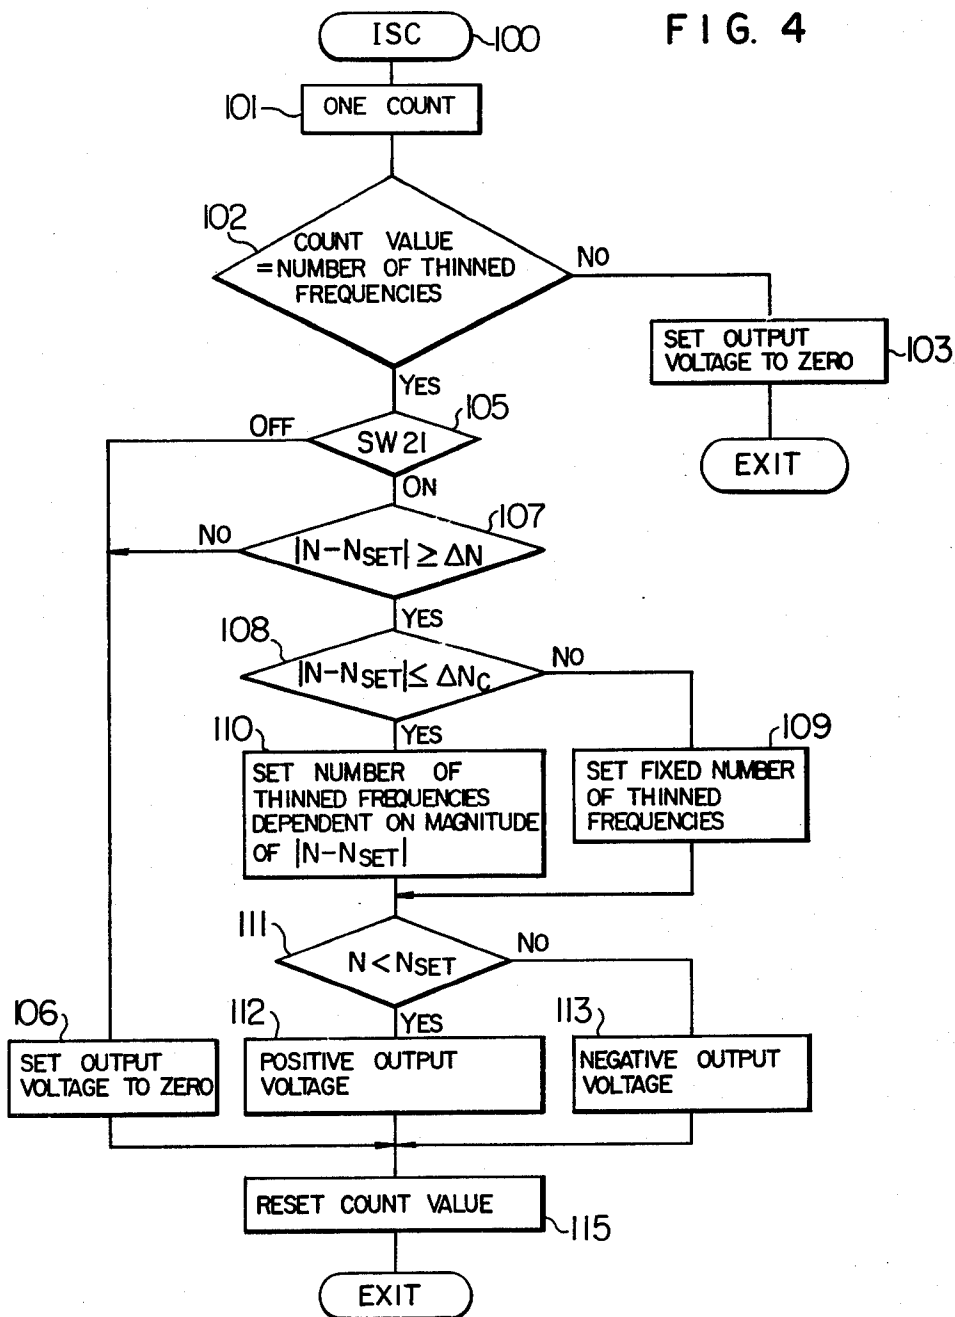 FIG. 4
ISC
100
101
ONE COUNT
102
COUNT VALUE
=NUMBER OF THINNED
FREQUENCIES
NO
SET OUTPUT
VOLTAGE TO ZERO
103
EXIT
YES
105
OFF
SW21
ON
107
NO
|N-NSET| ≥ ΔN
YES
108
|N-NSET| ≤ ΔNC
NO
YES
110
109
SET NUMBER OF
THINNED FREQUENCIES
DEPENDENT ON MAGNITUDE
OF |N-NSET|
SET FIXED NUMBER
OF THINNED
FREQUENCIES
111
N < NSET
NO
YES
106
112
113
SET OUTPUT
VOLTAGE TO ZERO
POSITIVE OUTPUT
VOLTAGE
NEGATIVE OUTPUT
VOLTAGE
RESET COUNT VALUE
115
EXIT